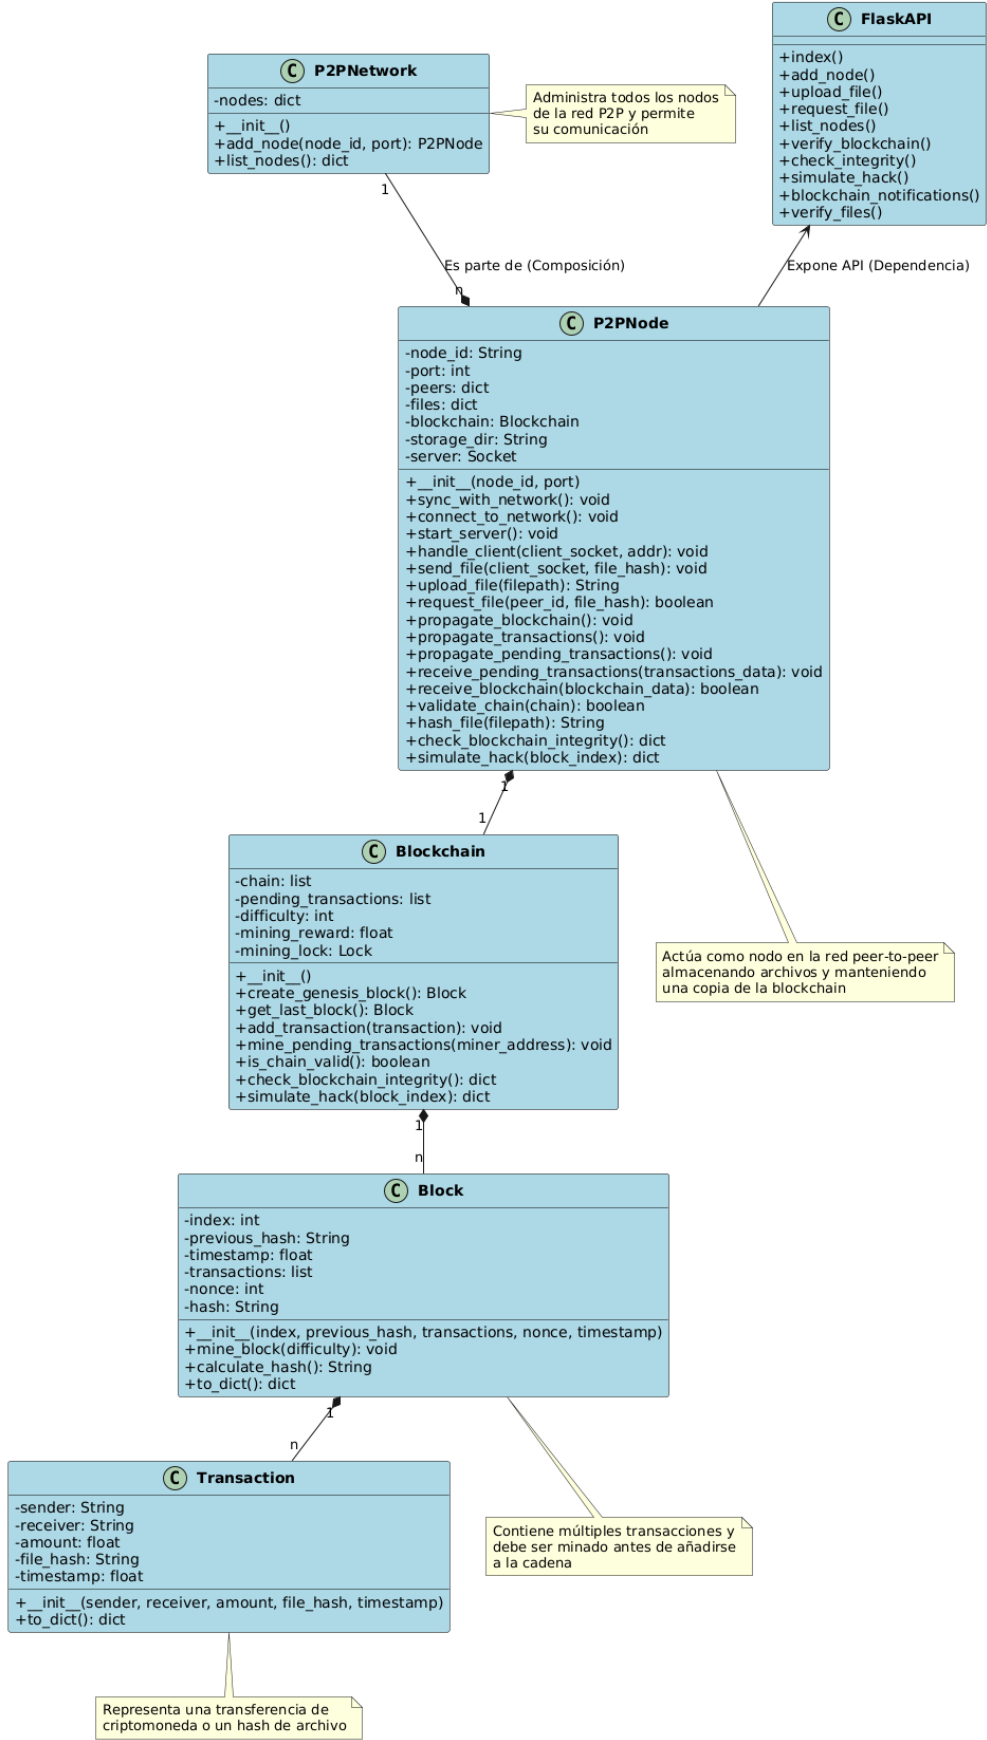 C FlaskAPI
+index()
+add_node()
+upload_file()
+request_file()
+list_nodes()
+verify_blockchain()
+check_integrity()
+simulate_hack()
+blockchain_notifications()
+verify_files()
C P2PNetwork
-nodes: dict
+__init__()
+add_node(node_id, port): P2PNode
+list_nodes(): dict
Administra todos los nodos
de la red P2P y permite
su comunicación
1
Es parte de (Composición)
n
Expone API (Dependencia)
C P2PNode
-node_id: String
-port: int
-peers: dict
-files: dict
-blockchain: Blockchain
-storage_dir: String
-server: Socket
+__init__(node_id, port)
+sync_with_network(): void
+connect_to_network(): void
+start_server(): void
+handle_client(client_socket, addr): void
+send_file(client_socket, file_hash): void
+upload_file(filepath): String
+request_file(peer_id, file_hash): boolean
+propagate_blockchain(): void
+propagate_transactions(): void
+propagate_pending_transactions(): void
+receive_pending_transactions(transactions_data): void
+receive_blockchain(blockchain_data): boolean
+validate_chain(chain): boolean
+hash_file(filepath): String
+check_blockchain_integrity(): dict
+simulate_hack(block_index): dict
1
1
C Blockchain
-chain: list
-pending_transactions: list
-difficulty: int
-mining_reward: float
-mining_lock: Lock
+__init__()
+create_genesis_block(): Block
+get_last_block(): Block
+add_transaction(transaction): void
+mine_pending_transactions(miner_address): void
+is_chain_valid(): boolean
+check_blockchain_integrity(): dict
+simulate_hack(block_index): dict
Actúa como nodo en la red peer-to-peer
almacenando archivos y manteniendo
una copia de la blockchain
1
n
C Block
-index: int
-previous_hash: String
-timestamp: float
-transactions: list
-nonce: int
-hash: String
+__init__(index, previous_hash, transactions, nonce, timestamp)
+mine_block(difficulty): void
+calculate_hash(): String
+to_dict(): dict
1
n
C Transaction
-sender: String
-receiver: String
-amount: float
-file_hash: String
-timestamp: float
+__init__(sender, receiver, amount, file_hash, timestamp)
+to_dict(): dict
Contiene múltiples transacciones y
debe ser minado antes de añadirse
a la cadena
Representa una transferencia de
criptomoneda o un hash de archivo